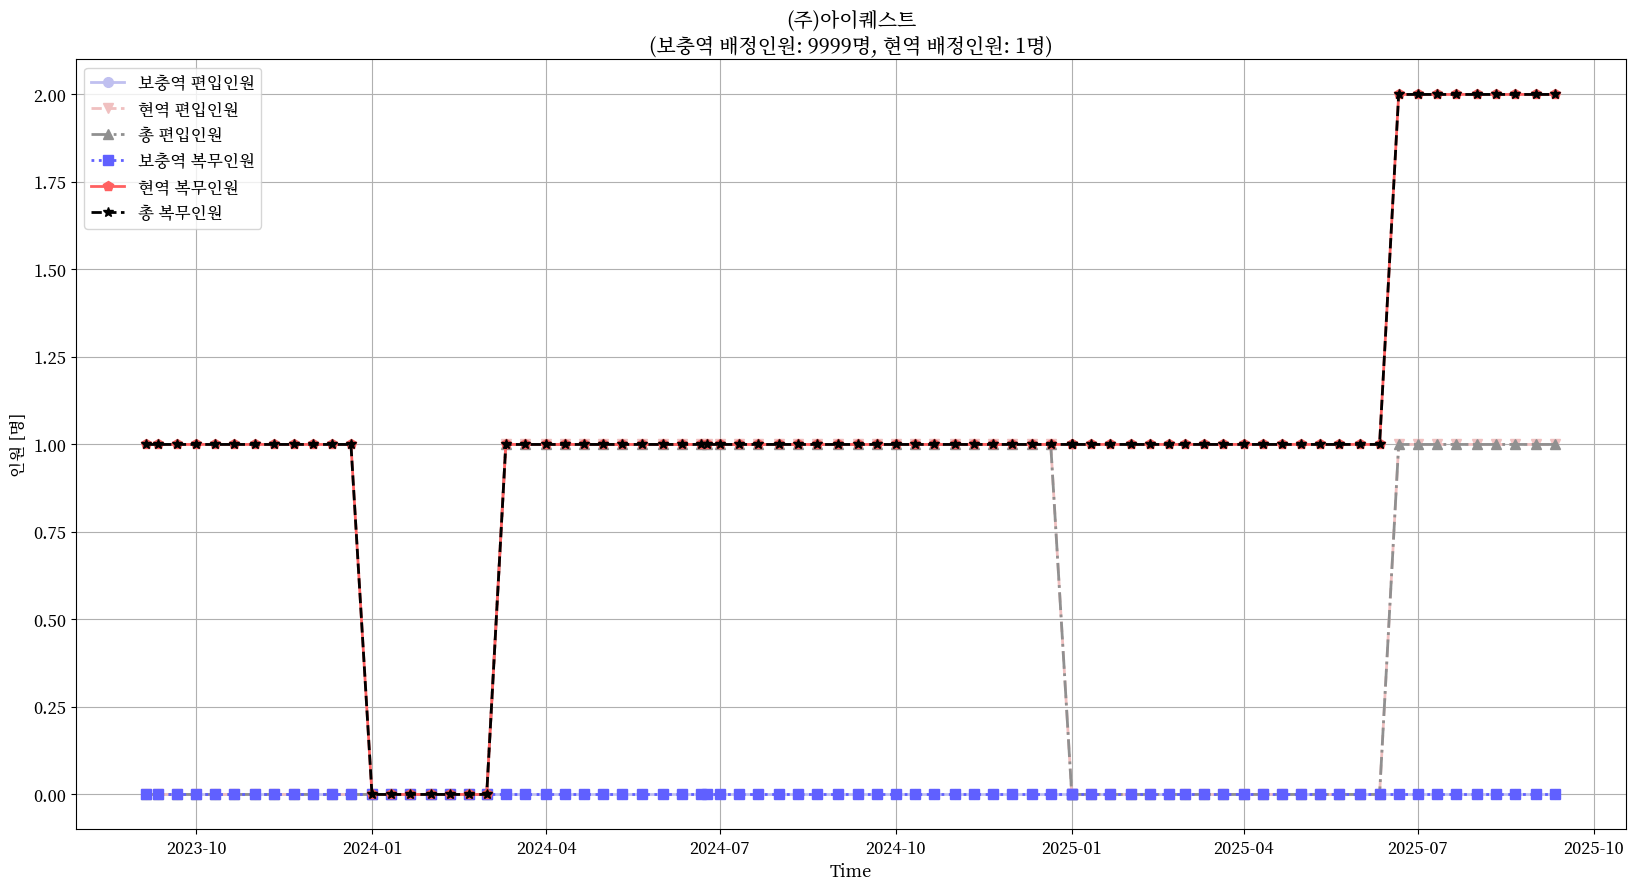 (주)아이퀘스트
(보충역 배정인원: 9999명, 현역 배정인원: 1명)
보충역 편입인원
현역 편입인원
총 편입인원
보충역 복무인원
현역 복무인원
총 복무인원
2.00
1.75
1.50
1.25
1.00
0.75
0.50
0.25
0.00
인원 [명]
2023-10
2024-01
2024-04
2024-07
2024-10
2025-01
2025-04
2025-07
2025-10
Time